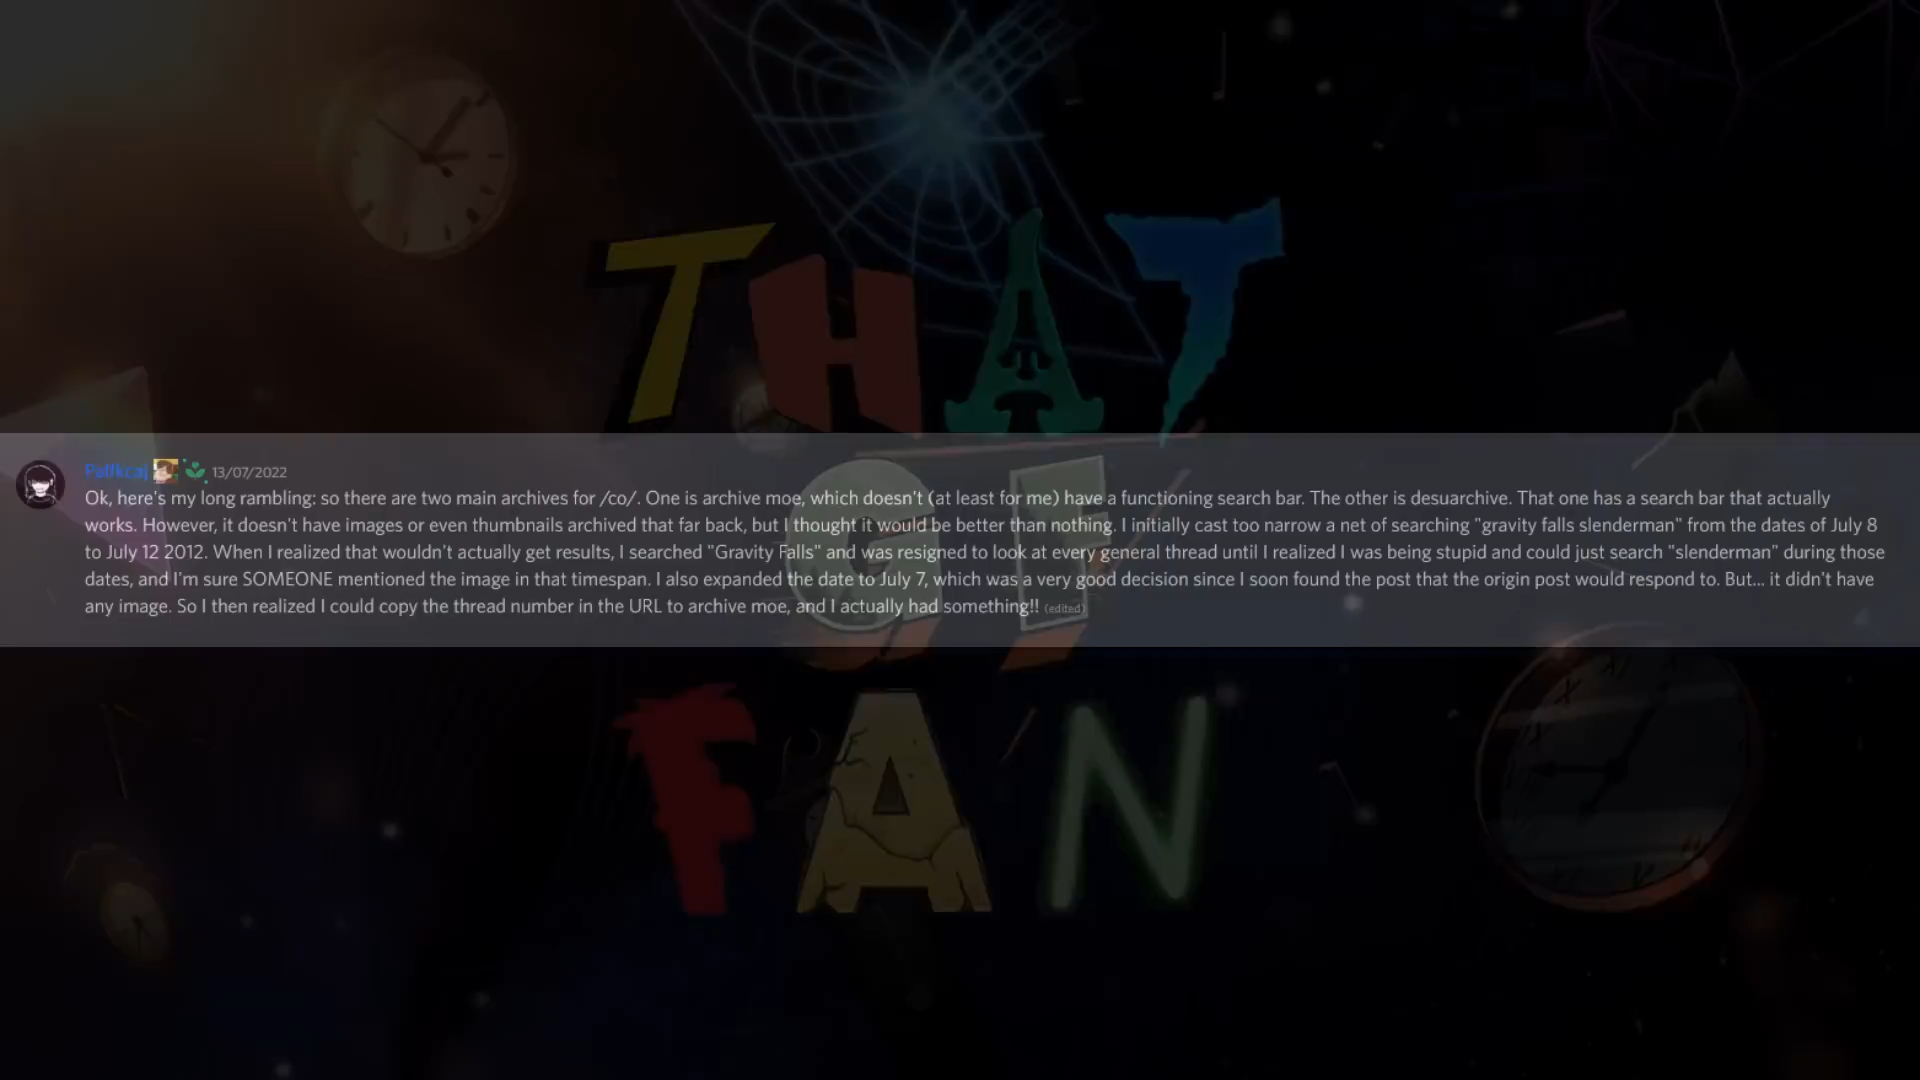 THAT
GF
FAN
Pallkcaj 13/07/2022
Ok, here's my long rambling: so there are two main archives for /co/. One is archive moe, which doesn't (at least for me) have a functioning search bar. The other is desuarchive. That one has a search bar that actually
works. However, it doesn't have images or even thumbnails archived that far back, but I thought it would be better than nothing. I initially cast too narrow a net of searching "gravity falls slenderman" from the dates of July 8
to July 12 2012. When I realized that wouldn't actually get results, I searched "Gravity Falls" and was resigned to look at every general thread until I realized I was being stupid and could just search "slenderman" during those
dates, and I'm sure SOMEONE mentioned the image in that timespan. I also expanded the date to July 7, which was a very good decision since I soon found the post that the origin post would respond to. But... it didn't have
any image. So I then realized I could copy the thread number in the URL to archive moe, and I actually had something!! (edited)